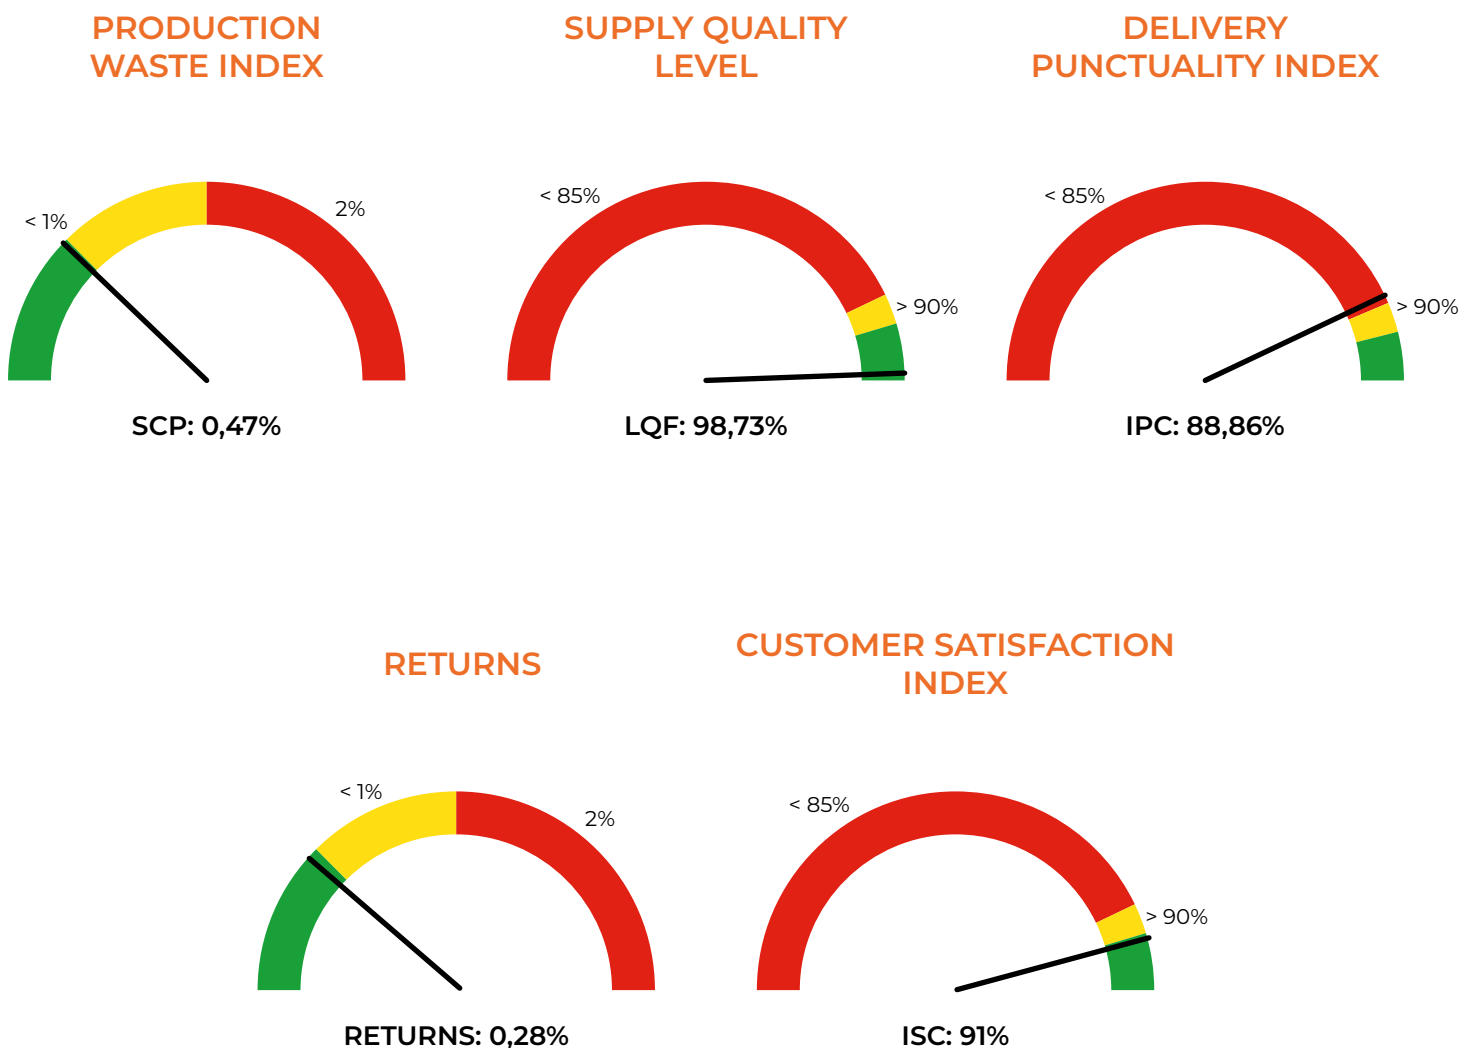 PRODUCTION
WASTE INDEX
SUPPLY QUALITY
LEVEL
DELIVERY
PUNCTUALITY INDEX
< 1%
2%
< 85%
> 90%
< 85%
> 90%
SCP: 0,47%
LQF: 98,73%
IPC: 88,86%
RETURNS
CUSTOMER SATISFACTION
INDEX
< 1%
2%
< 85%
> 90%
RETURNS: 0,28%
ISC: 91%